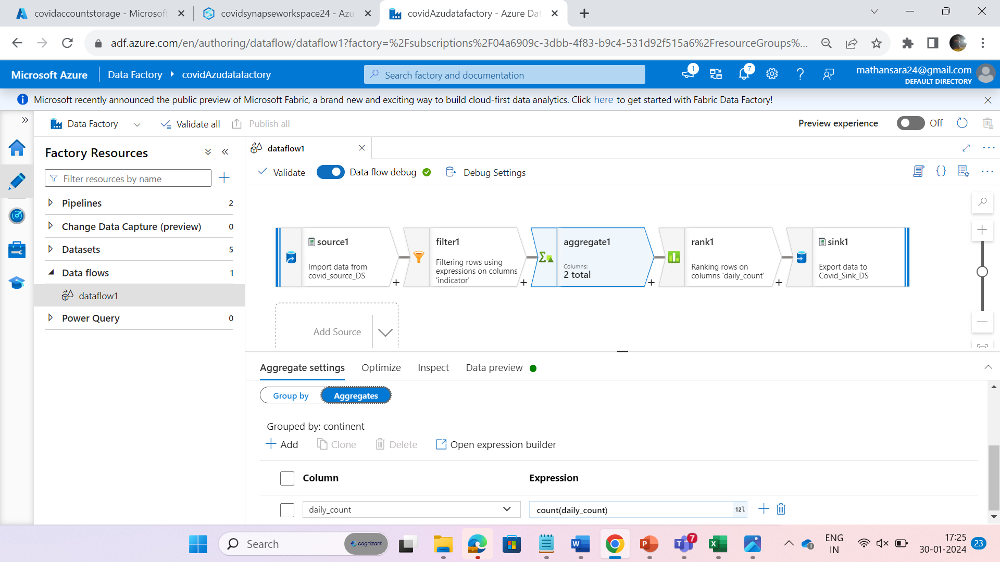 covidaccountstorage - Microsoft
covidsynapseworkspace24 - Azu
covidAzudatafactory - Azure Dat
adf.azure.com/en/authoring/dataflow/dataflow1?factory=%2Fsubscriptions%2F04a6909c-3dbb-4f83-b9c4-531d92f515a6%2FresourceGroups%...
Microsoft Azure
Data Factory
covidAzudatafactory
Search factory and documentation
1
7
mathansara24@gmail.com
DEFAULT DIRECTORY
Microsoft recently announced the public preview of Microsoft Fabric, a brand new and exciting way to build cloud-first data analytics. Click here to get started with Fabric Data Factory!
Data Factory
Validate all
Publish all
Preview experience
Off
Factory Resources
Filter resources by name
Pipelines 2
Change Data Capture (preview) 0
Datasets 5
Data flows 1
dataflow1
Power Query 0
dataflow1
Validate
Data flow debug
Debug Settings
source1
Import data from
covid_source_DS
filter1
Filtering rows using
expressions on columns
'indicator'
aggregate1
Columns:
2 total
rank1
Ranking rows on
columns 'daily_count'
sink1
Export data to
Covid_Sink_DS
Add Source
Aggregate settings
Optimize
Inspect
Data preview
Group by
Aggregates
Grouped by: continent
Add
Clone
Delete
Open expression builder
Column
Expression
daily_count
count(daily_count)
12l
Search
cognizant
7
ENG
IN
17:25
30-01-2024
23